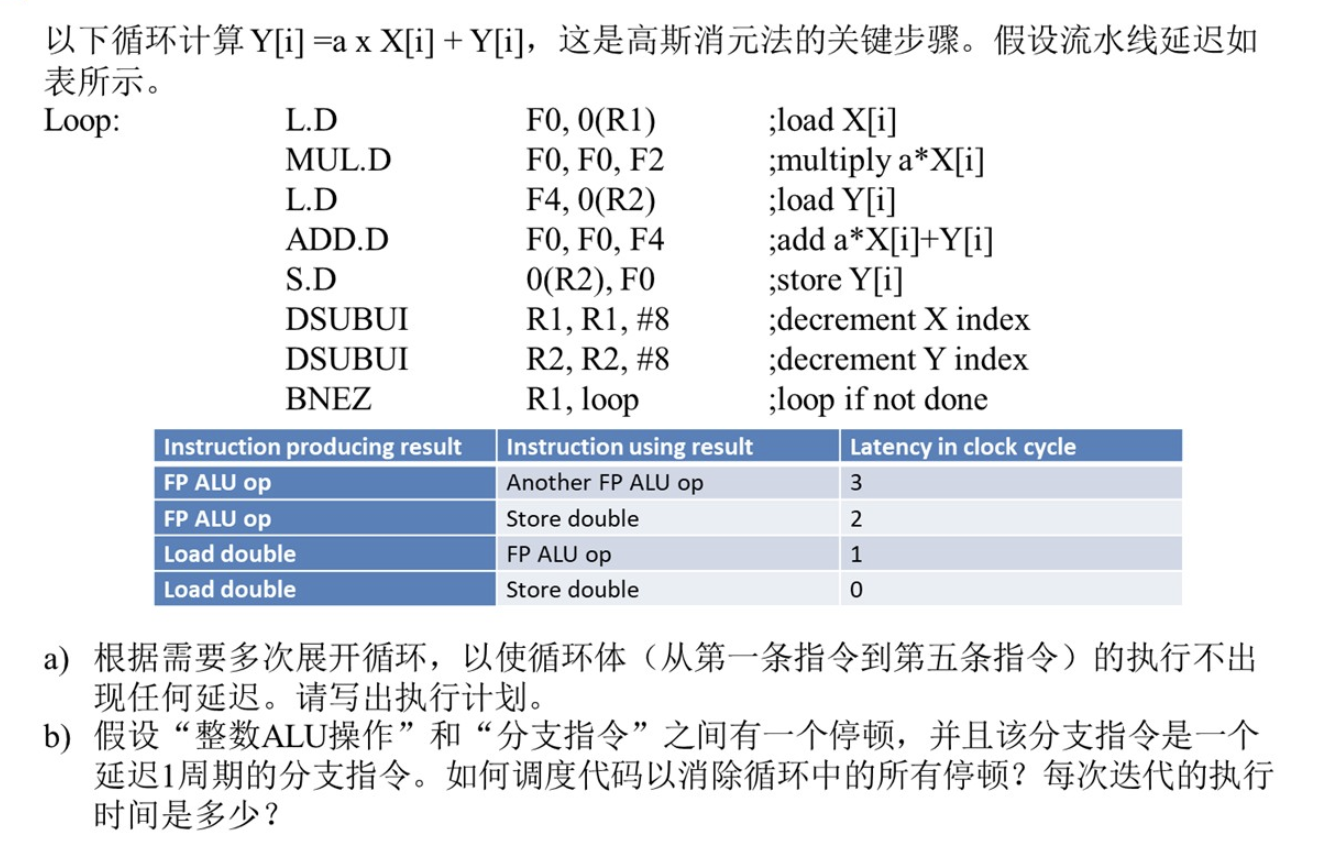 以下循环计算 Y[i] =a x X[i] + Y[i]，这是高斯消元法的关键步骤。假设流水线延迟如
表所示。
Loop: L.D F0, 0(R1) ;load X[i]
MUL.D F0, F0, F2 ;multiply a*X[i]
L.D F4, 0(R2) ;load Y[i]
ADD.D F0, F0, F4 ;add a*X[i]+Y[i]
S.D 0(R2), F0 ;store Y[i]
DSUBUI R1, R1, #8 ;decrement X index
DSUBUI R2, R2, #8 ;decrement Y index
BNEZ R1, loop ;loop if not done
Instruction producing result Instruction using result Latency in clock cycle
FP ALU op Another FP ALU op 3
FP ALU op Store double 2
Load double FP ALU op 1
Load double Store double 0
a) 根据需要多次展开循环，以使循环体（从第一条指令到第五条指令）的执行不出
现任何延迟。请写出执行计划。
b) 假设“整数ALU操作”和“分支指令”之间有一个停顿，并且该分支指令是一个
延迟1周期的分支指令。如何调度代码以消除循环中的所有停顿？每次迭代的执行
时间是多少？